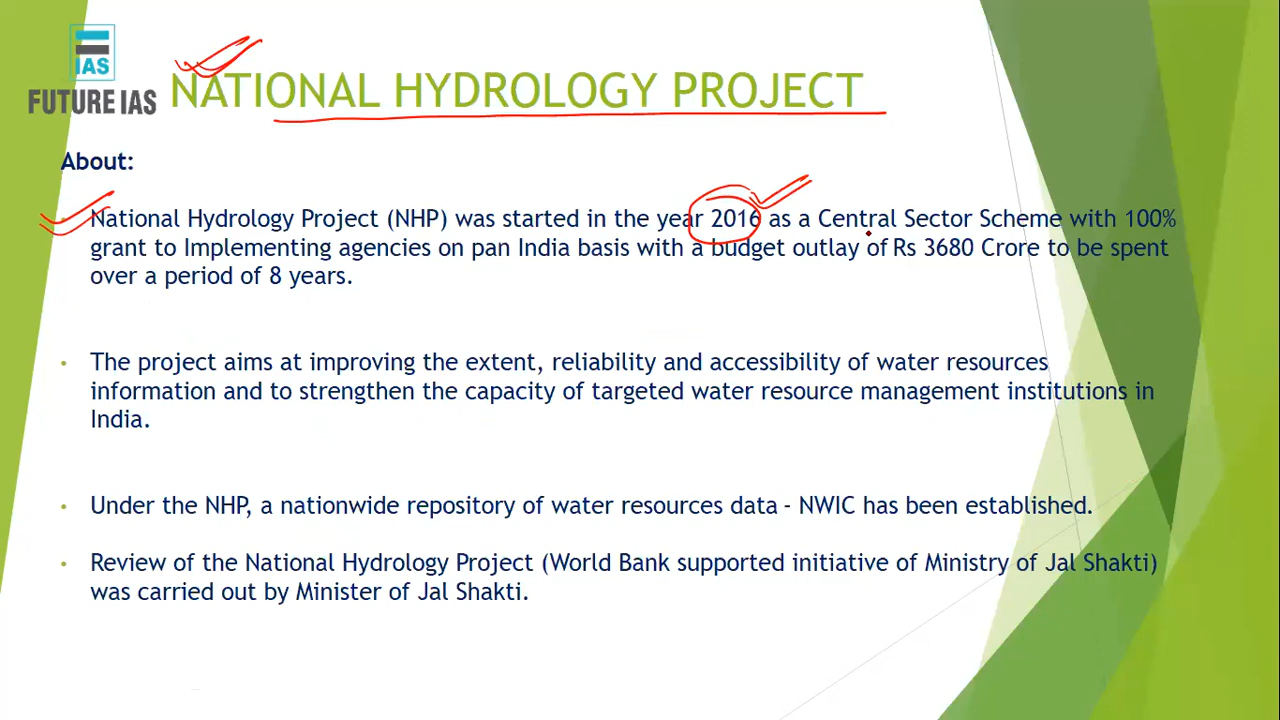 IAS
FUTURE IAS
NATIONAL HYDROLOGY PROJECT
About:
• National Hydrology Project (NHP) was started in the year 2016 as a Central Sector Scheme with 100%
grant to Implementing agencies on pan India basis with a budget outlay of Rs 3680 Crore to be spent
over a period of 8 years.
• The project aims at improving the extent, reliability and accessibility of water resources
information and to strengthen the capacity of targeted water resource management institutions in
India.
• Under the NHP, a nationwide repository of water resources data - NWIC has been established.
• Review of the National Hydrology Project (World Bank supported initiative of Ministry of Jal Shakti)
was carried out by Minister of Jal Shakti.